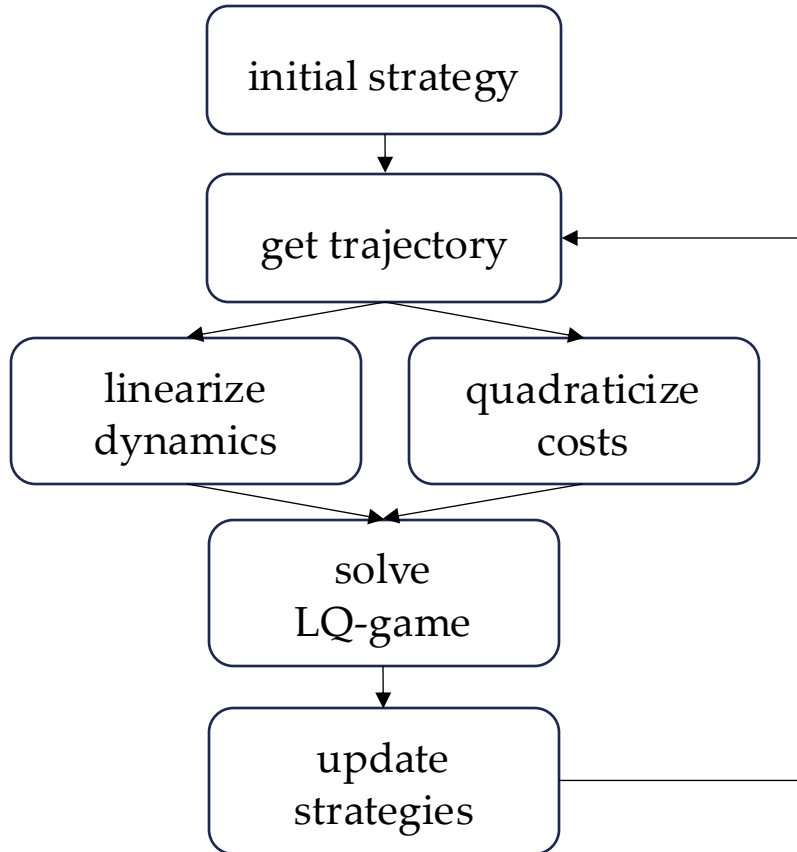 initial strategy
get trajectory
linearize
dynamics
quadraticize
costs
solve
LQ-game
update
strategies